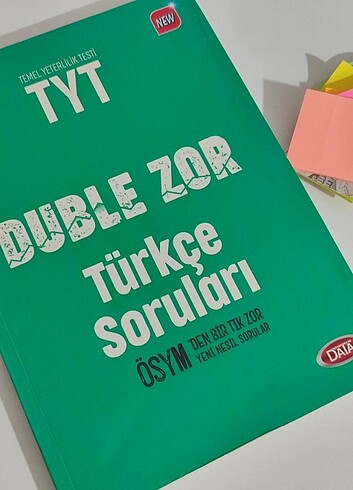 NEW
TEMEL YETERLİLİK TESTİ
TYT
DUBLE ZOR
Türkçe
Soruları
ÖSYM 'DEN BİR TIK ZOR
YENİ NESİL SORULAR
DATA